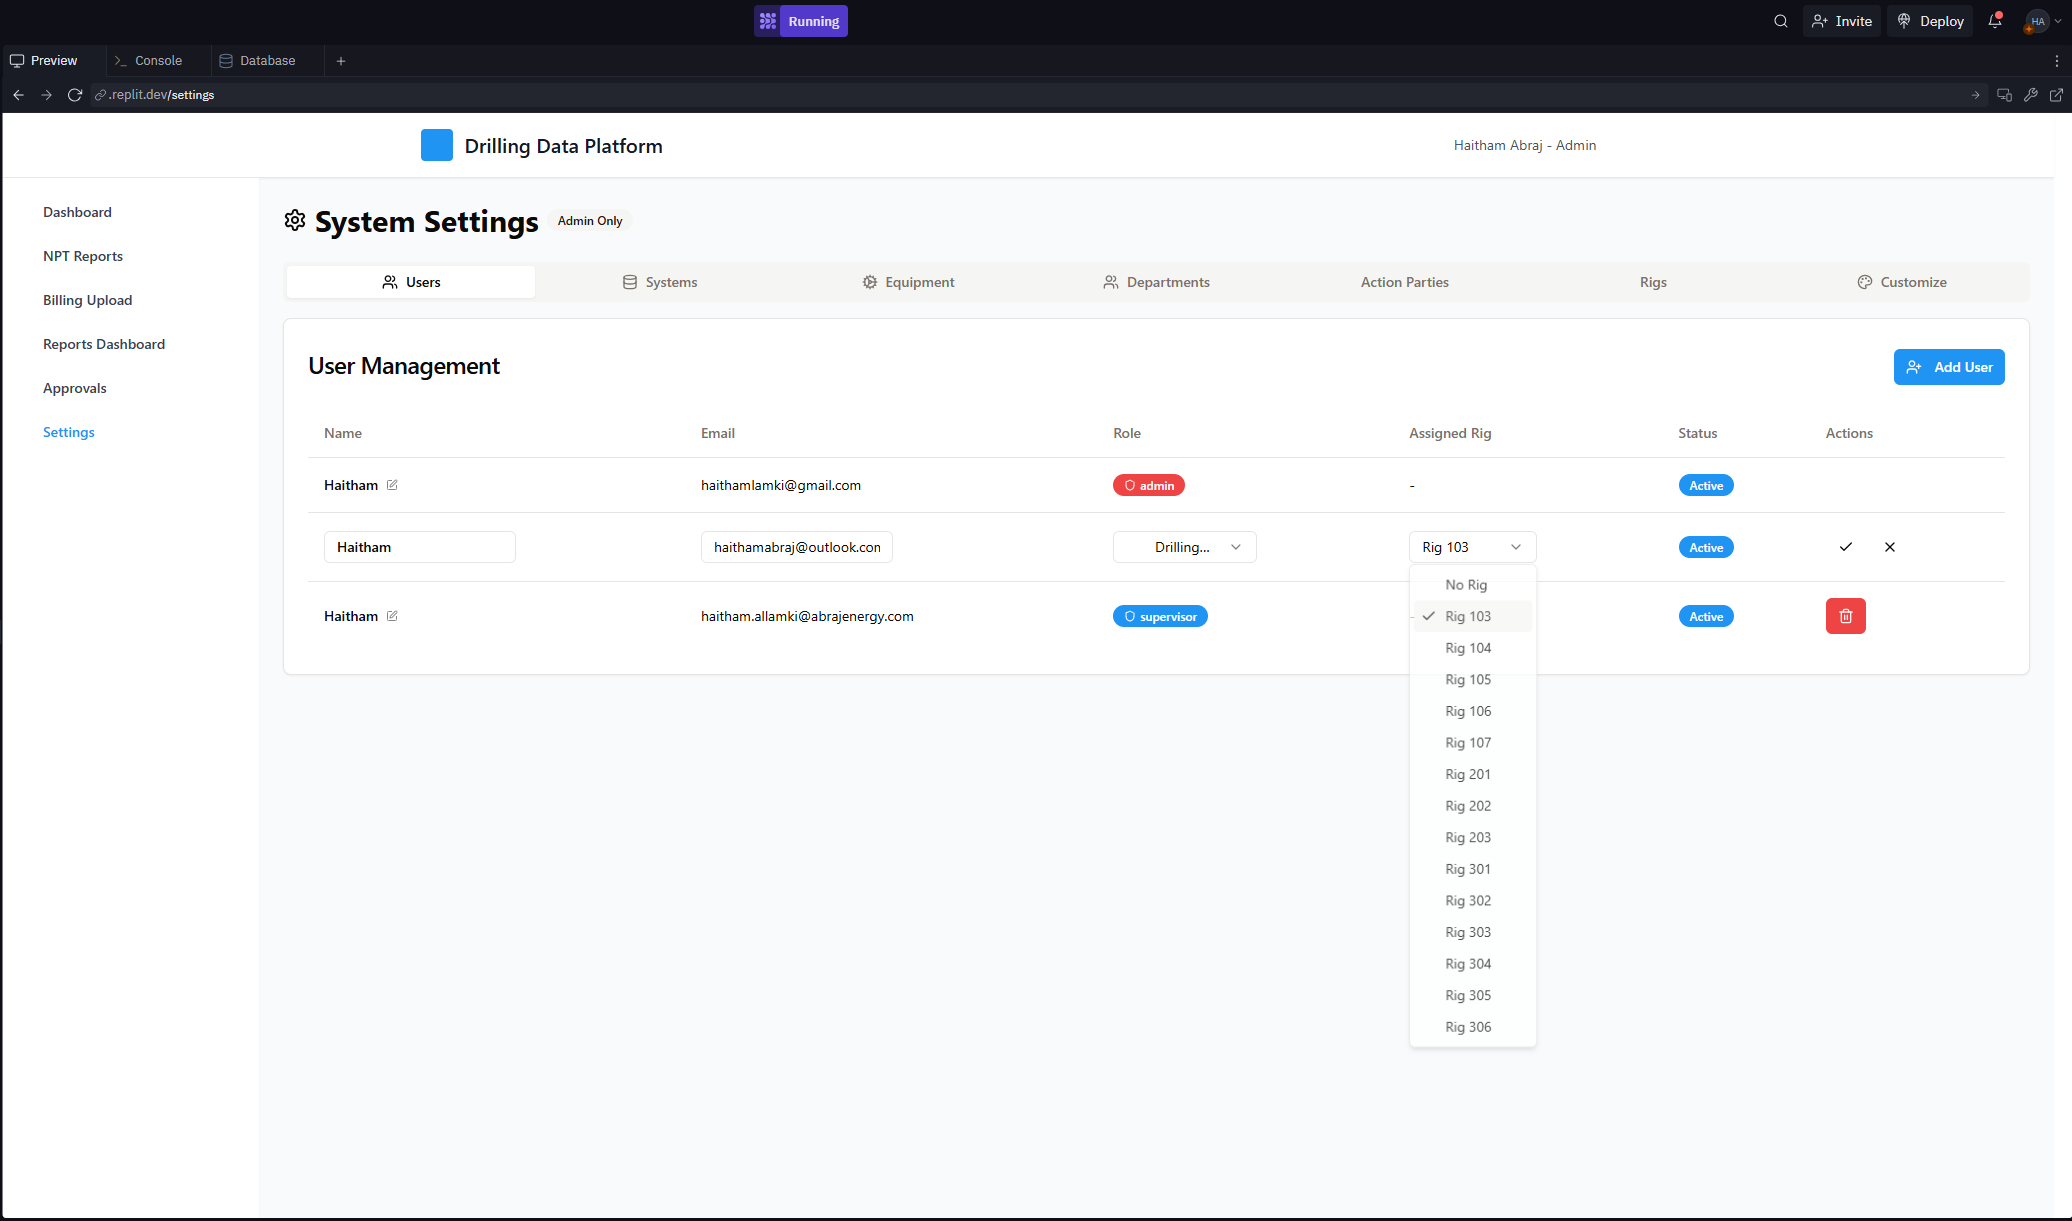 Running
Invite
Deploy
HA
Preview
Console
Database
.replit.dev/settings
Drilling Data Platform
Haitham Abraj - Admin
Dashboard
NPT Reports
Billing Upload
Reports Dashboard
Approvals
Settings
System Settings
Admin Only
Users
Systems
Equipment
Departments
Action Parties
Rigs
Customize
User Management
Add User
Name Email Role Assigned Rig Status Actions
Haitham haithamlamki@gmail.com admin - Active
Haitham haithamabraj@outlook.com Drilling... Rig 103 Active
Haitham haitham.allamki@abrajenergy.com supervisor - Active
No Rig
Rig 103
Rig 104
Rig 105
Rig 106
Rig 107
Rig 201
Rig 202
Rig 203
Rig 301
Rig 302
Rig 303
Rig 304
Rig 305
Rig 306